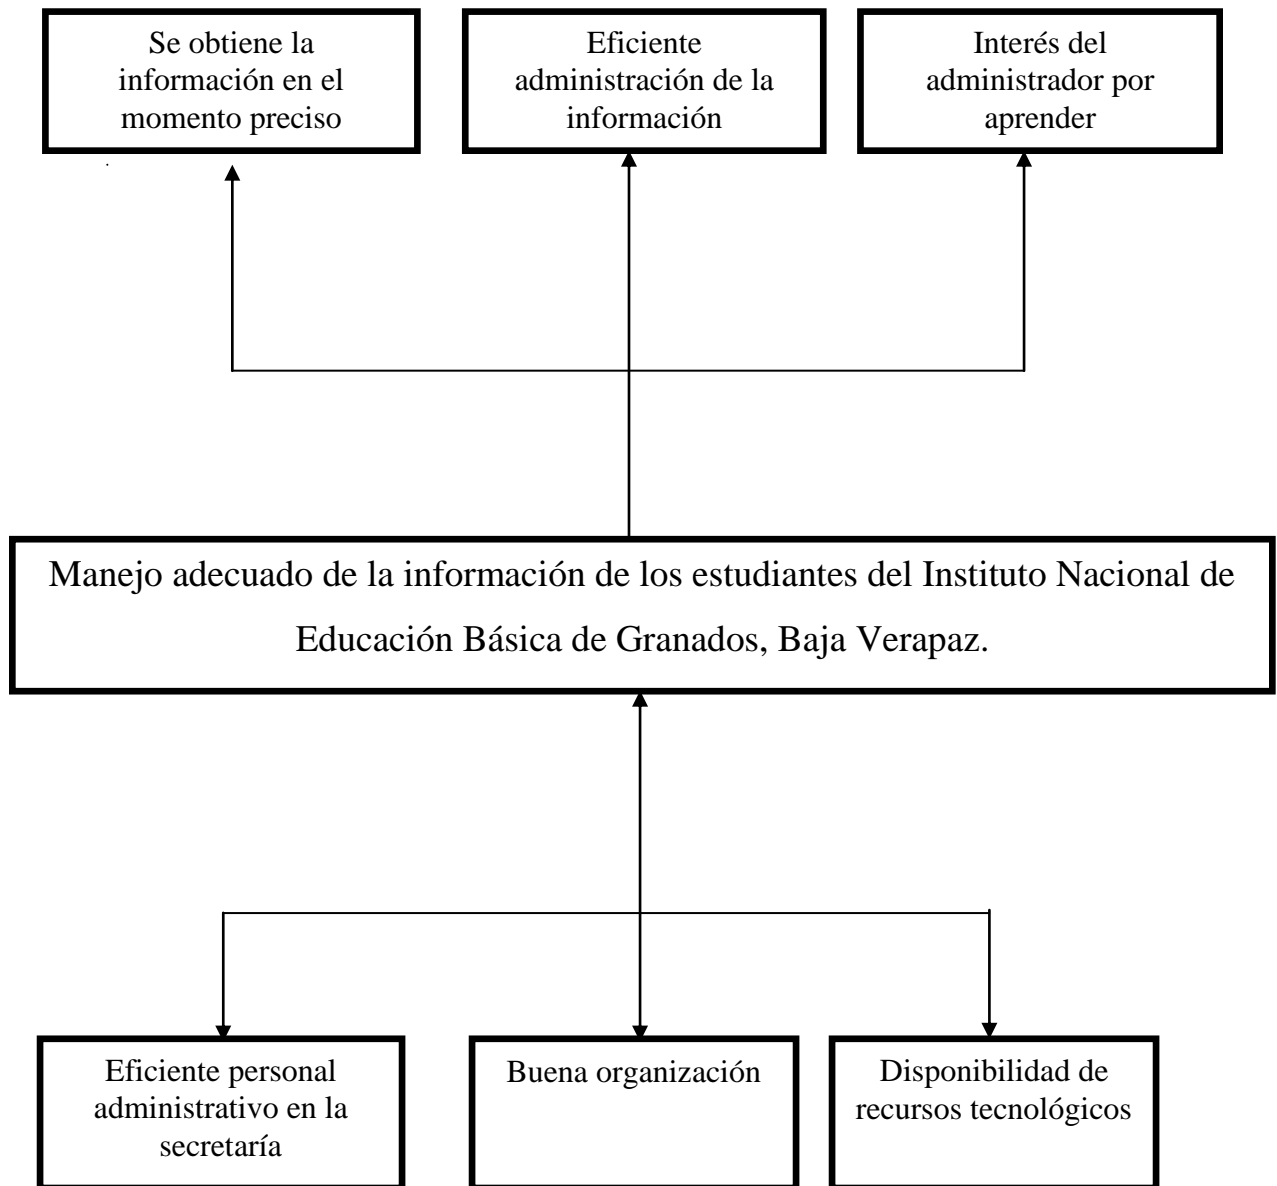 Se obtiene la
información en el
momento preciso
Eficiente
administración de la
información
Interés del
administrador por
aprender
Manejo adecuado de la información de los estudiantes del Instituto Nacional de
Educación Básica de Granados, Baja Verapaz.
Eficiente personal
administrativo en la
secretaría
Buena organización
Disponibilidad de
recursos tecnológicos